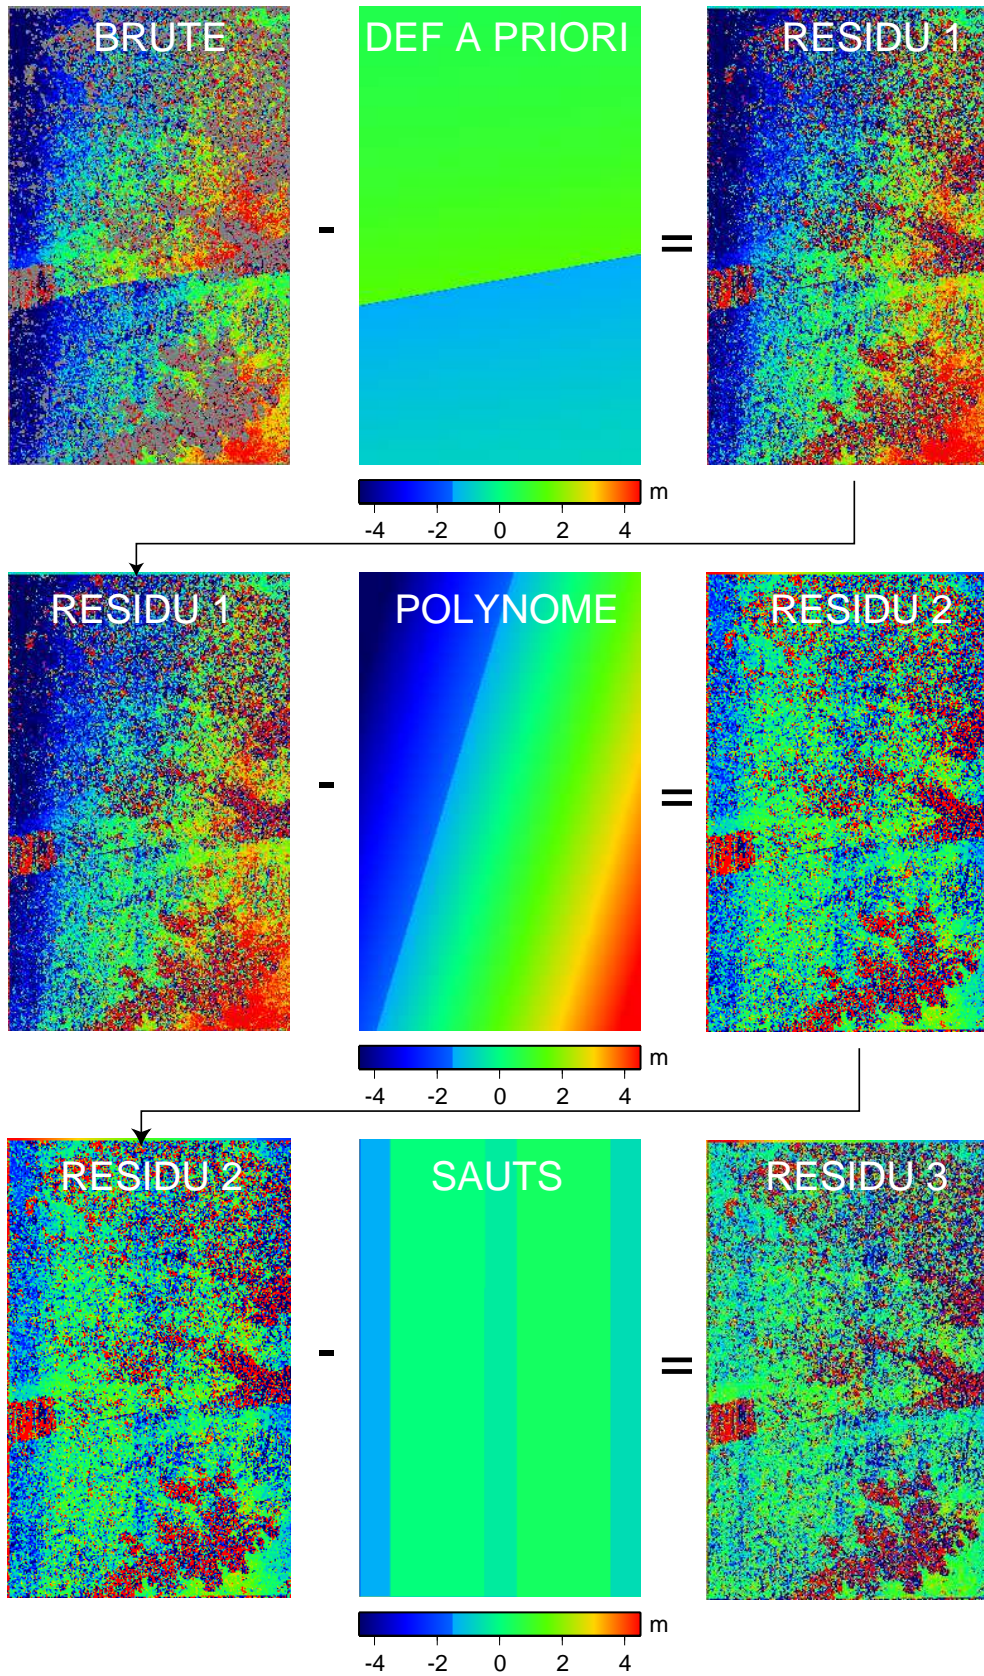 BRUTE
DEF A PRIORI
RESIDU 1
-
=
-4 -2 0 2 4 m
RESIDU 1
POLYNOME
RESIDU 2
-
=
-4 -2 0 2 4 m
RESIDU 2
SAUTS
RESIDU 3
-
=
-4 -2 0 2 4 m